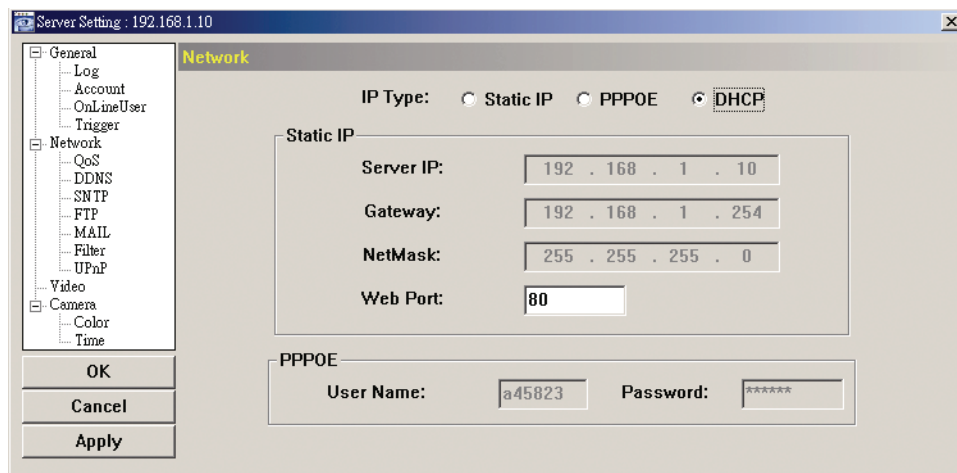 Server Setting : 192.168.1.10
General
Log
Account
OnLineUser
Trigger
Network
QoS
DDNS
SNTP
FTP
MAIL
Filter
UPnP
Video
Camera
Color
Time
OK
Cancel
Apply
Network
IP Type: Static IP PPPOE DHCP
Static IP
Server IP: 192 . 168 . 1 . 10
Gateway: 192 . 168 . 1 . 254
NetMask: 255 . 255 . 255 . 0
Web Port: 80
PPPOE
User Name: a45823 Password: ******